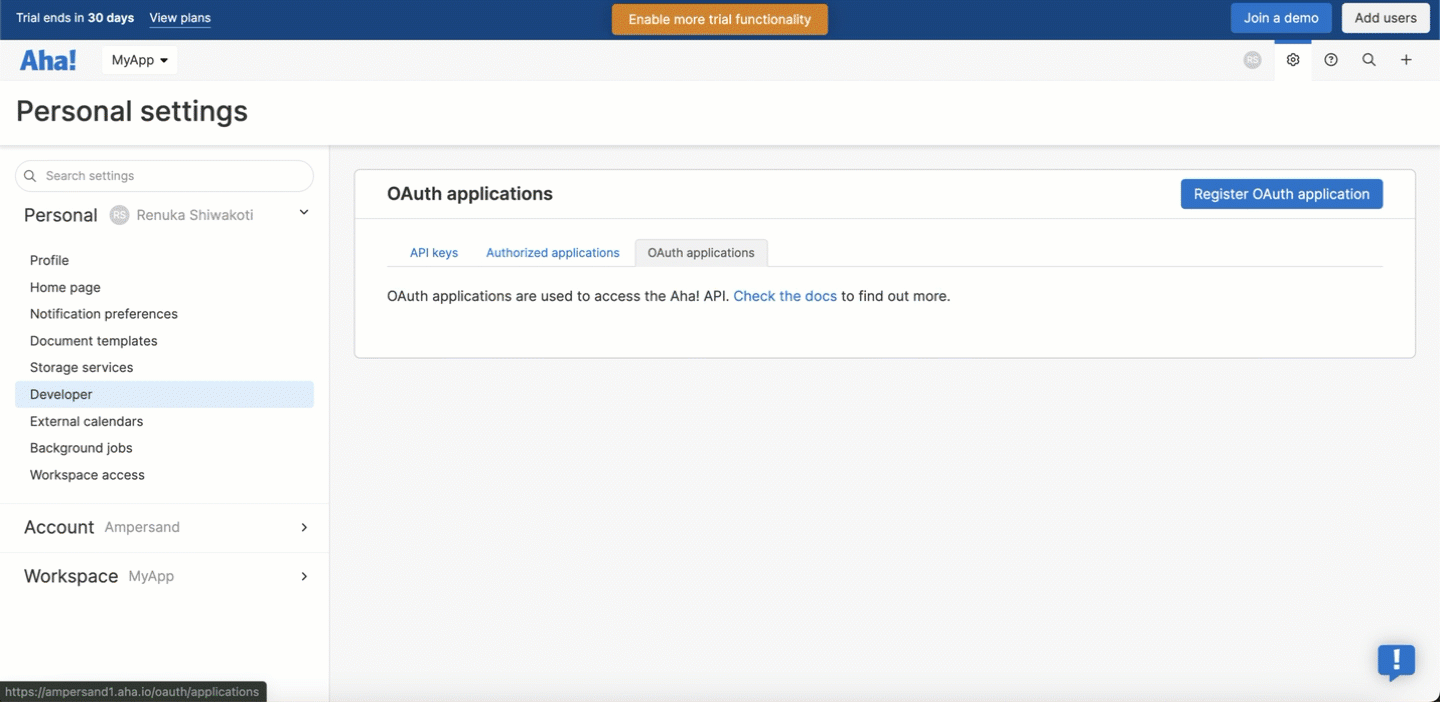 Trial ends in 30 days View plans Enable more trial functionality Join a demo Add users
Aha! MyApp RS
Personal settings
Search settings
Personal RS Renuka Shiwakoti
Profile
Home page
Notification preferences
Document templates
Storage services
Developer
External calendars
Background jobs
Workspace access
Account Ampersand
Workspace MyApp
OAuth applications Register OAuth application
API keys Authorized applications OAuth applications
OAuth applications are used to access the Aha! API. Check the docs to find out more.
https://ampersand1.aha.io/oauth/applications